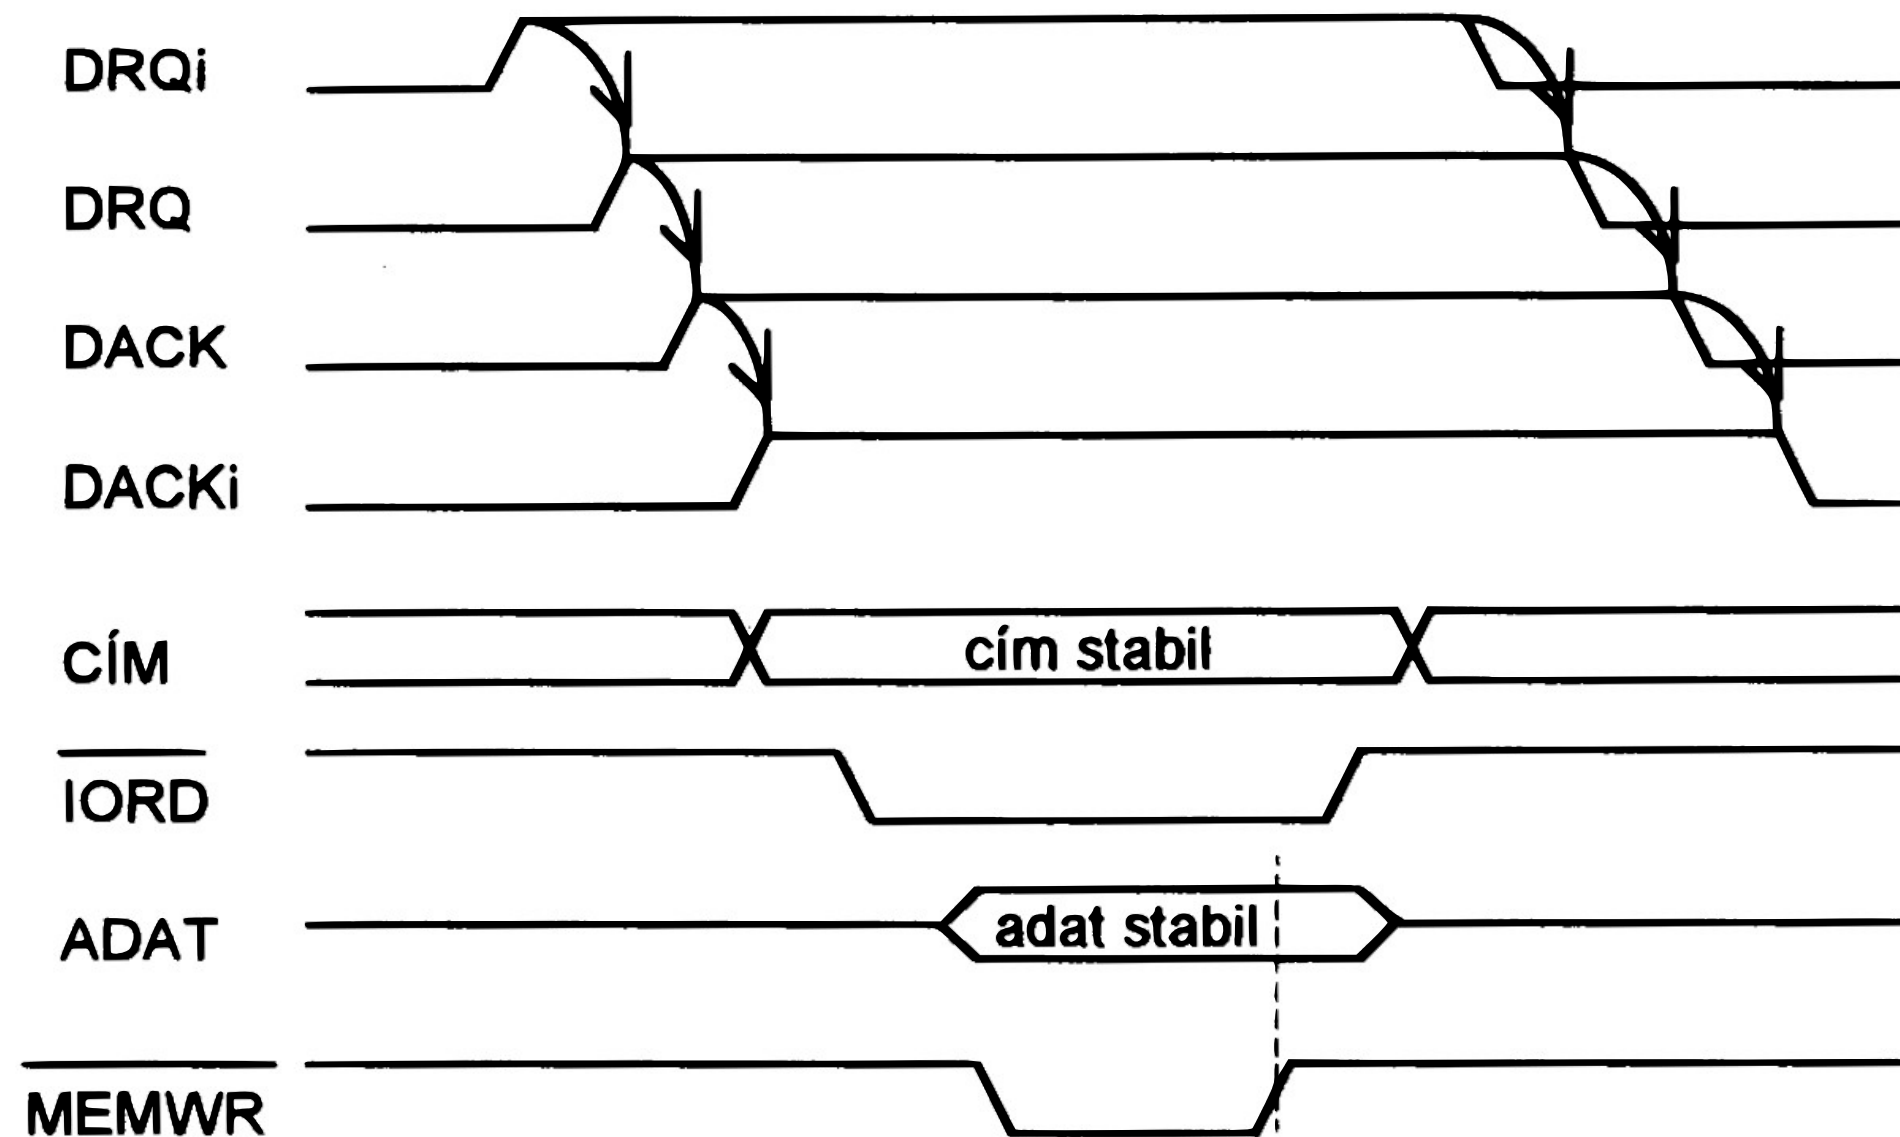 DRQi
DRQ
DACK
DACKi
CÍM
cím stabil
IORD
ADAT
adat stabil
MEMWR